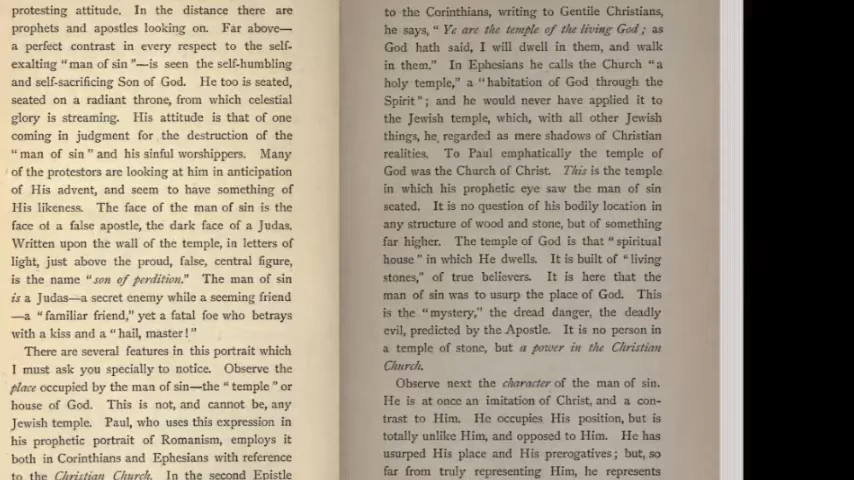 protesting attitude. In the distance there are
prophets and apostles looking on. Far above—
a perfect contrast in every respect to the self-
exalting "man of sin"—is seen the self-humbling
and self-sacrificing Son of God. He too is seated,
seated on a radiant throne, from which celestial
glory is streaming. His attitude is that of one
coming in judgment for the destruction of the
"man of sin" and his sinful worshippers. Many
of the protestors are looking at him in anticipation
of His advent, and seem to have something of
His likeness. The face of the man of sin is the
face of a false apostle, the dark face of a Judas.
Written upon the wall of the temple, in letters of
light, just above the proud, false, central figure,
is the name "son of perdition." The man of sin
is a Judas—a secret enemy while a seeming friend
—a "familiar friend," yet a fatal foe who betrays
with a kiss and a "hail, master!"
There are several features in this portrait which
I must ask you specially to notice. Observe the
place occupied by the man of sin—the "temple" or
house of God. This is not, and cannot be, any
Jewish temple. Paul, who uses this expression in
his prophetic portrait of Romanism, employs it
both in Corinthians and Ephesians with reference
to the Christian Church. In the second Epistle
to the Corinthians, writing to Gentile Christians,
he says, "Ye are the temple of the living God; as
God hath said, I will dwell in them, and walk
in them." In Ephesians he calls the Church "a
holy temple," a "habitation of God through the
Spirit"; and he would never have applied it to
the Jewish temple, which, with all other Jewish
things, he regarded as mere shadows of Christian
realities. To Paul emphatically the temple of
God was the Church of Christ. This is the temple
in which his prophetic eye saw the man of sin
seated. It is no question of his bodily location in
any structure of wood and stone, but of something
far higher. The temple of God is that "spiritual
house" in which He dwells. It is built of "living
stones," of true believers. It is here that the
man of sin was to usurp the place of God. This
is the "mystery," the dread danger, the deadly
evil, predicted by the Apostle. It is no person in
a temple of stone, but a power in the Christian
Church.
Observe next the character of the man of sin.
He is at once an imitation of Christ, and a con-
trast to Him. He occupies His position, but is
totally unlike Him, and opposed to Him. He has
usurped His place and His prerogatives; but, so
far from truly representing Him, he represents